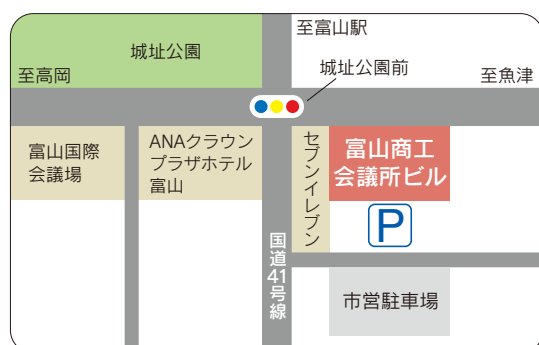 至富山駅
城址公園
城址公園前
至高岡
至魚津
富山国際
会議場
ANAクラウン
プラザホテル
富山
セブンイレブン
富山商工
会議所ビル
P
国道41号線
市営駐車場